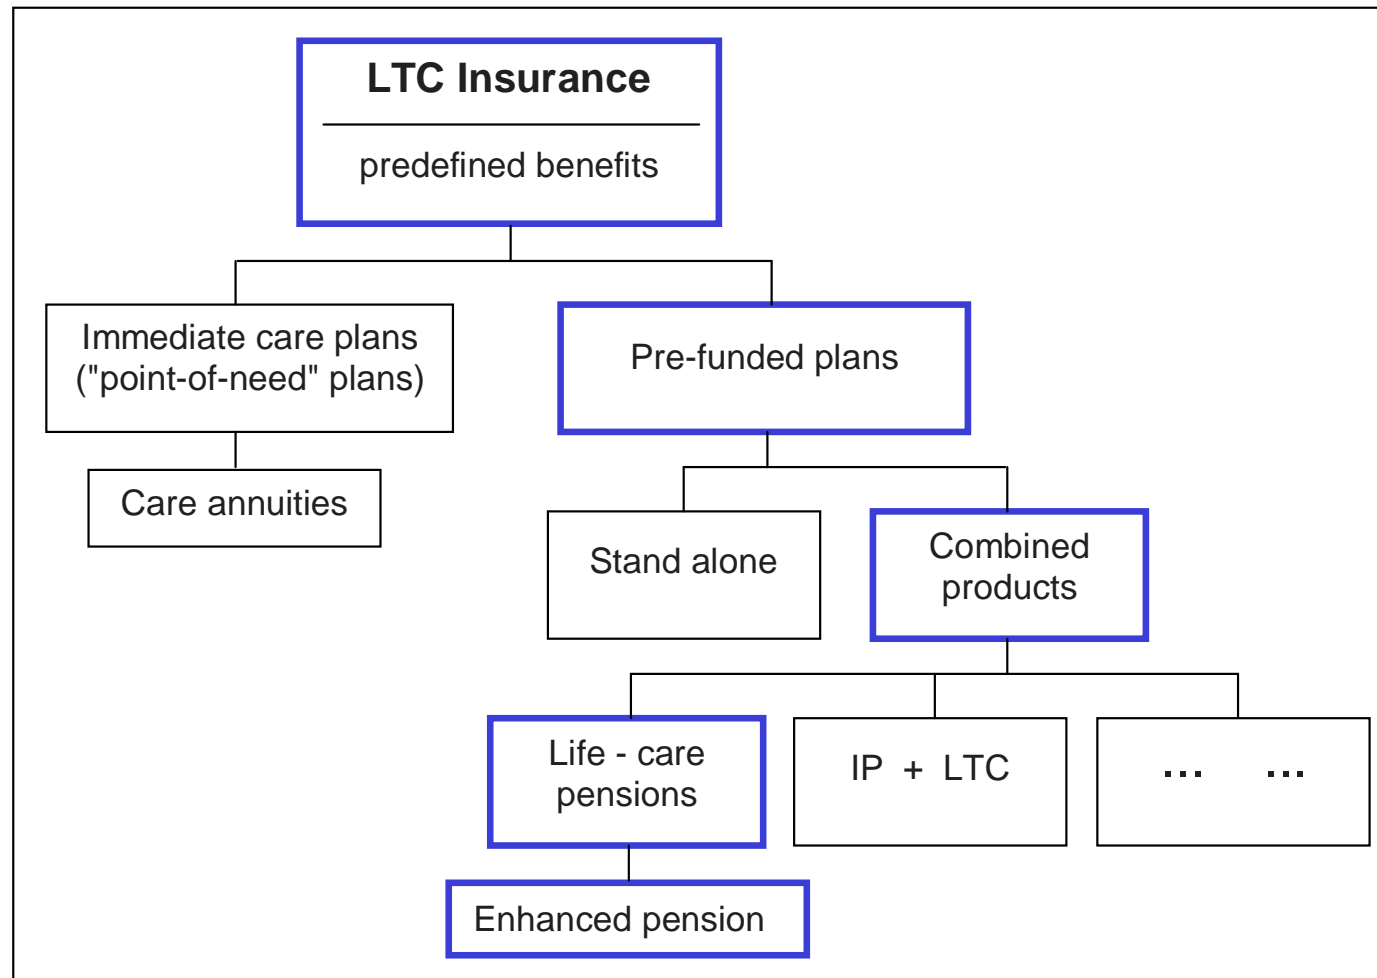 LTC Insurance
predefined benefits
Immediate care plans
("point-of-need" plans)
Pre-funded plans
Care annuities
Stand alone
Combined
products
Life - care
pensions
IP + LTC
... ...
Enhanced pension